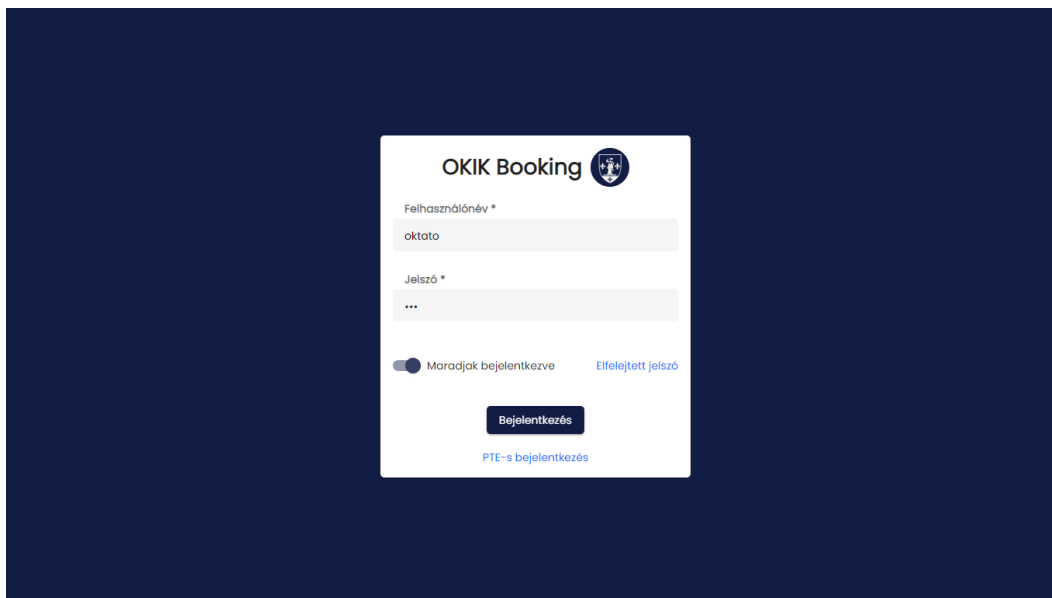 OKIK Booking
Felhasználónév *
oktato
Jelszó *
•••
Maradjak bejelentkezve
Elfelejtett jelszó
Bejelentkezés
PTE-s bejelentkezés